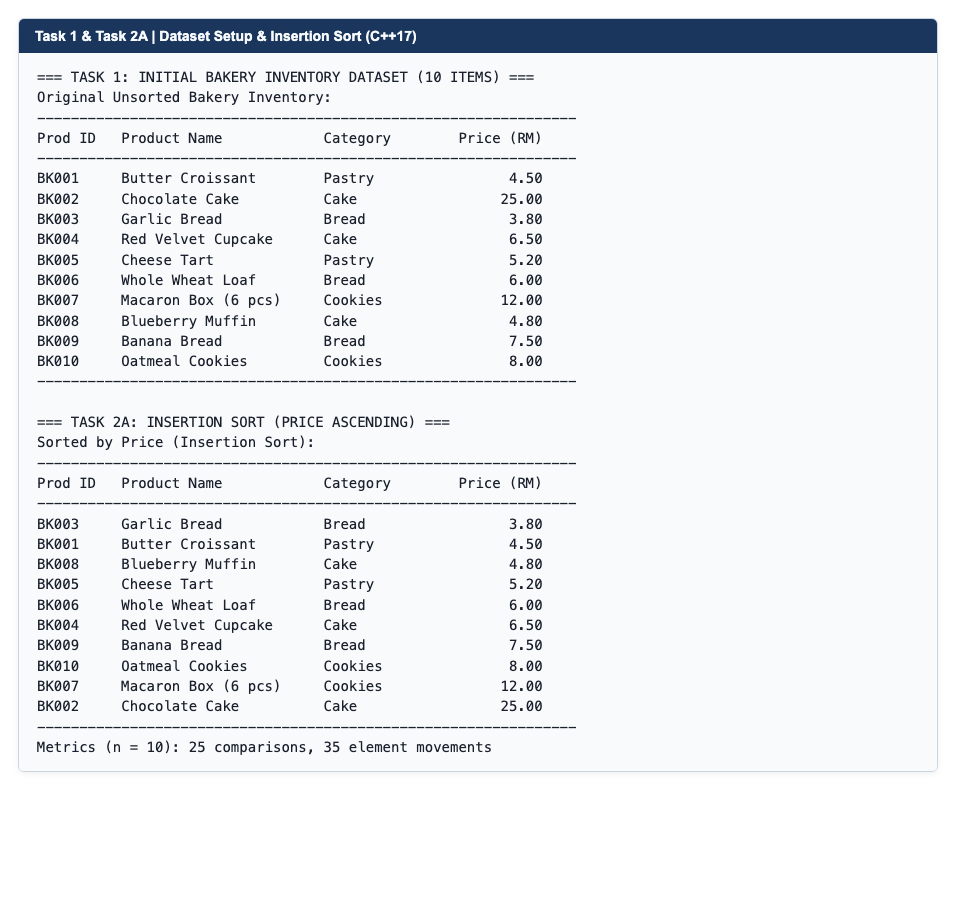 Task 1 & Task 2A | Dataset Setup & Insertion Sort (C++17)
=== TASK 1: INITIAL BAKERY INVENTORY DATASET (10 ITEMS) ===
Original Unsorted Bakery Inventory:
----------------------------------------------------------------
Prod ID   Product Name            Category        Price (RM)
----------------------------------------------------------------
BK001     Butter Croissant        Pastry                4.50
BK002     Chocolate Cake          Cake                 25.00
BK003     Garlic Bread            Bread                 3.80
BK004     Red Velvet Cupcake      Cake                  6.50
BK005     Cheese Tart             Pastry                5.20
BK006     Whole Wheat Loaf        Bread                 6.00
BK007     Macaron Box (6 pcs)     Cookies              12.00
BK008     Blueberry Muffin        Cake                  4.80
BK009     Banana Bread            Bread                 7.50
BK010     Oatmeal Cookies         Cookies               8.00
----------------------------------------------------------------
=== TASK 2A: INSERTION SORT (PRICE ASCENDING) ===
Sorted by Price (Insertion Sort):
----------------------------------------------------------------
Prod ID   Product Name            Category        Price (RM)
----------------------------------------------------------------
BK003     Garlic Bread            Bread                 3.80
BK001     Butter Croissant        Pastry                4.50
BK008     Blueberry Muffin        Cake                  4.80
BK005     Cheese Tart             Pastry                5.20
BK006     Whole Wheat Loaf        Bread                 6.00
BK004     Red Velvet Cupcake      Cake                  6.50
BK009     Banana Bread            Bread                 7.50
BK010     Oatmeal Cookies         Cookies               8.00
BK007     Macaron Box (6 pcs)     Cookies              12.00
BK002     Chocolate Cake          Cake                 25.00
----------------------------------------------------------------
Metrics (n = 10): 25 comparisons, 35 element movements